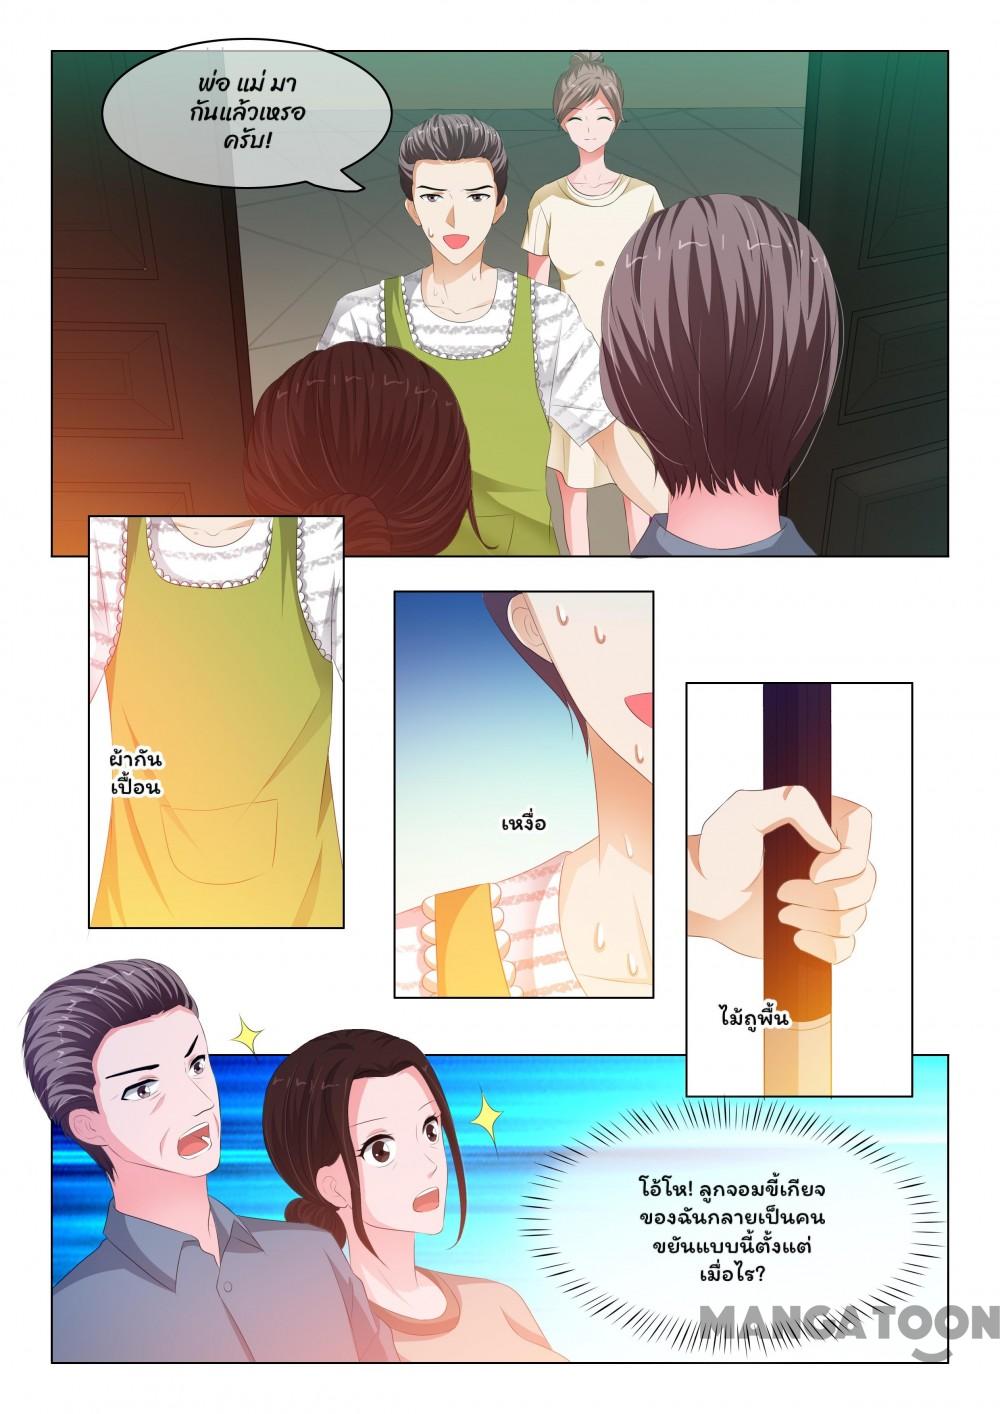 พ่อ แม่ มา
กันแล้วเหรอ
ครับ!
ผ้ากัน
เปื้อน
เหงื่อ
ไม้ถูพื้น
โอ้โห! ลูกจอมขี้เกียจ
ของฉันกลายเป็นคน
ขยันแบบนี้ตั้งแต่
เมื่อไร?
MANGATOON